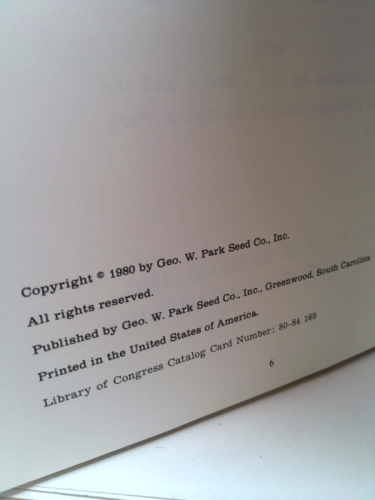 Copyright © 1980 by Geo. W. Park Seed Co., Inc.
All rights reserved.
Published by Geo. W. Park Seed Co., Inc., Greenwood, South Carolina
Printed in the United States of America.
Library of Congress Catalog Card Number: 80-84 169
6